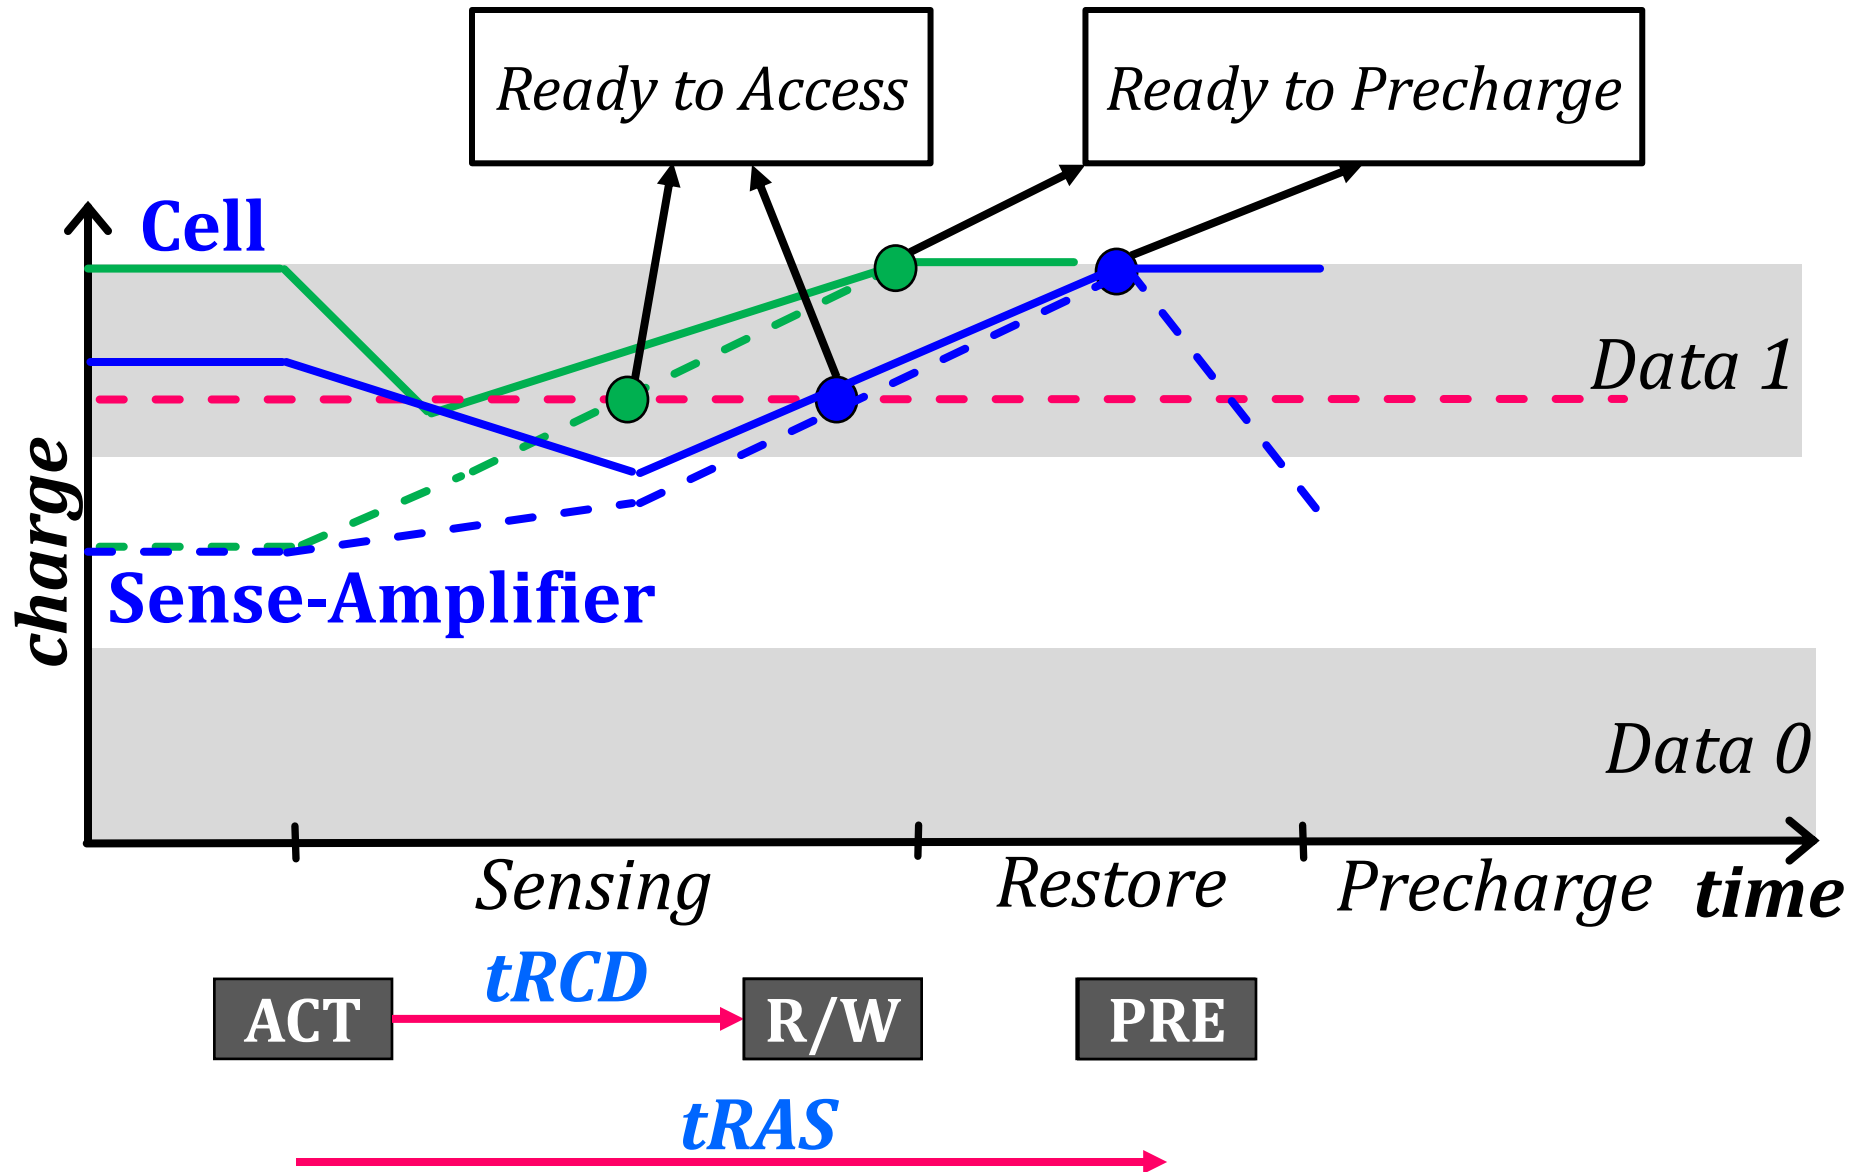 Ready to Access
Ready to Precharge
Cell
Data 1
charge
Sense-Amplifier
Data 0
Sensing
Restore
Precharge
time
tRCD
ACT
R/W
PRE
tRAS